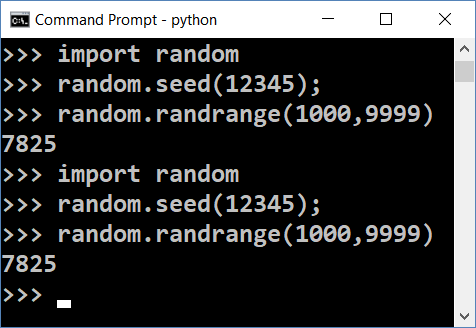 Command Prompt - python
>>> import random
>>> random.seed(12345);
>>> random.randrange(1000,9999)
7825
>>> import random
>>> random.seed(12345);
>>> random.randrange(1000,9999)
7825
>>>